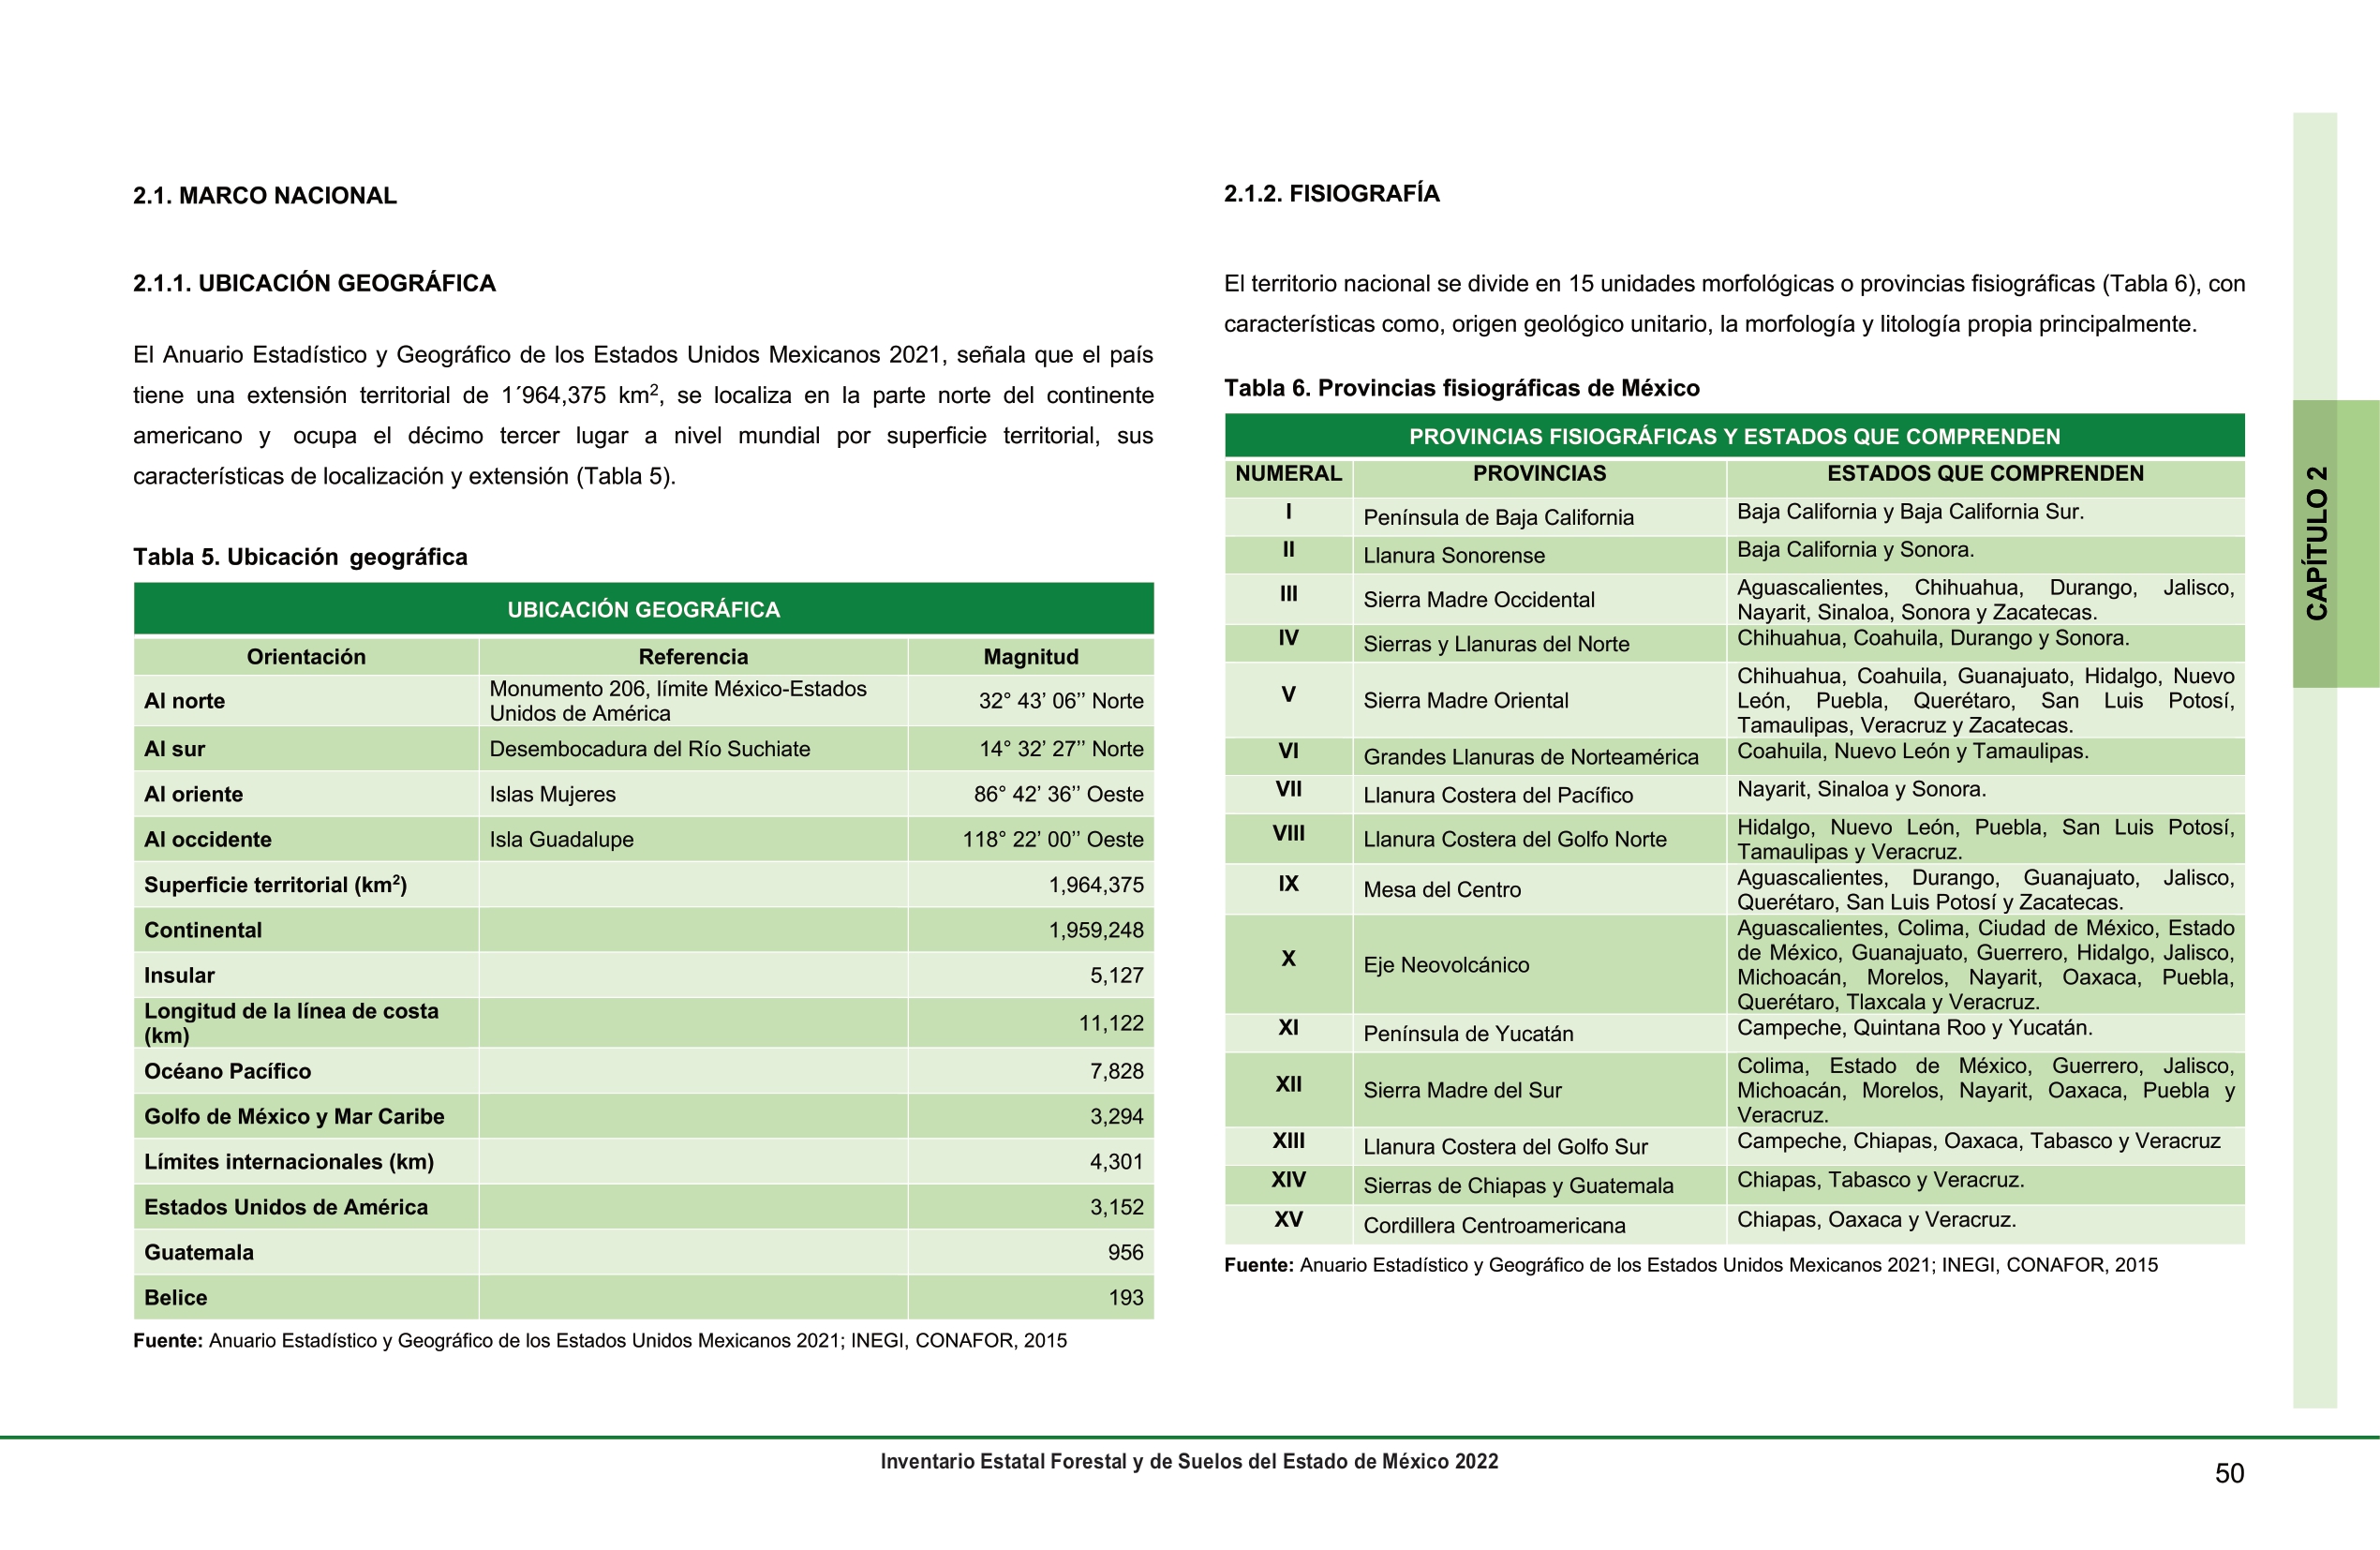 2.1. MARCO NACIONAL
2.1.1. UBICACIÓN GEOGRÁFICA
El Anuario Estadístico y Geográfico de los Estados Unidos Mexicanos 2021, señala que el país
tiene una extensión territorial de 1´964,375 km², se localiza en la parte norte del continente
americano y ocupa el décimo tercer lugar a nivel mundial por superficie territorial, sus
características de localización y extensión (Tabla 5).
Tabla 5. Ubicación geográfica
UBICACIÓN GEOGRÁFICA
Orientación Referencia Magnitud
Al norte Monumento 206, límite México-Estados
Unidos de América 32° 43’ 06’’ Norte
Al sur Desembocadura del Río Suchiate 14° 32’ 27’’ Norte
Al oriente Islas Mujeres 86° 42’ 36’’ Oeste
Al occidente Isla Guadalupe 118° 22’ 00’’ Oeste
Superficie territorial (km²) 1,964,375
Continental 1,959,248
Insular 5,127
Longitud de la línea de costa
(km) 11,122
Océano Pacífico 7,828
Golfo de México y Mar Caribe 3,294
Límites internacionales (km) 4,301
Estados Unidos de América 3,152
Guatemala 956
Belice 193
Fuente: Anuario Estadístico y Geográfico de los Estados Unidos Mexicanos 2021; INEGI, CONAFOR, 2015
2.1.2. FISIOGRAFÍA
El territorio nacional se divide en 15 unidades morfológicas o provincias fisiográficas (Tabla 6), con
características como, origen geológico unitario, la morfología y litología propia principalmente.
Tabla 6. Provincias fisiográficas de México
PROVINCIAS FISIOGRÁFICAS Y ESTADOS QUE COMPRENDEN
NUMERAL PROVINCIAS ESTADOS QUE COMPRENDEN
I Península de Baja California Baja California y Baja California Sur.
II Llanura Sonorense Baja California y Sonora.
III Sierra Madre Occidental Aguascalientes, Chihuahua, Durango, Jalisco,
Nayarit, Sinaloa, Sonora y Zacatecas.
IV Sierras y Llanuras del Norte Chihuahua, Coahuila, Durango y Sonora.
V Sierra Madre Oriental Chihuahua, Coahuila, Guanajuato, Hidalgo, Nuevo
León, Puebla, Querétaro, San Luis Potosí,
Tamaulipas, Veracruz y Zacatecas.
VI Grandes Llanuras de Norteamérica Coahuila, Nuevo León y Tamaulipas.
VII Llanura Costera del Pacífico Nayarit, Sinaloa y Sonora.
VIII Llanura Costera del Golfo Norte Hidalgo, Nuevo León, Puebla, San Luis Potosí,
Tamaulipas y Veracruz.
IX Mesa del Centro Aguascalientes, Durango, Guanajuato, Jalisco,
Querétaro, San Luis Potosí y Zacatecas.
X Eje Neovolcánico Aguascalientes, Colima, Ciudad de México, Estado
de México, Guanajuato, Guerrero, Hidalgo, Jalisco,
Michoacán, Morelos, Nayarit, Oaxaca, Puebla,
Querétaro, Tlaxcala y Veracruz.
XI Península de Yucatán Campeche, Quintana Roo y Yucatán.
XII Sierra Madre del Sur Colima, Estado de México, Guerrero, Jalisco,
Michoacán, Morelos, Nayarit, Oaxaca, Puebla y
Veracruz.
XIII Llanura Costera del Golfo Sur Campeche, Chiapas, Oaxaca, Tabasco y Veracruz
XIV Sierras de Chiapas y Guatemala Chiapas, Tabasco y Veracruz.
XV Cordillera Centroamericana Chiapas, Oaxaca y Veracruz.
Fuente: Anuario Estadístico y Geográfico de los Estados Unidos Mexicanos 2021; INEGI, CONAFOR, 2015
CAPÍTULO 2
Inventario Estatal Forestal y de Suelos del Estado de México 2022
50